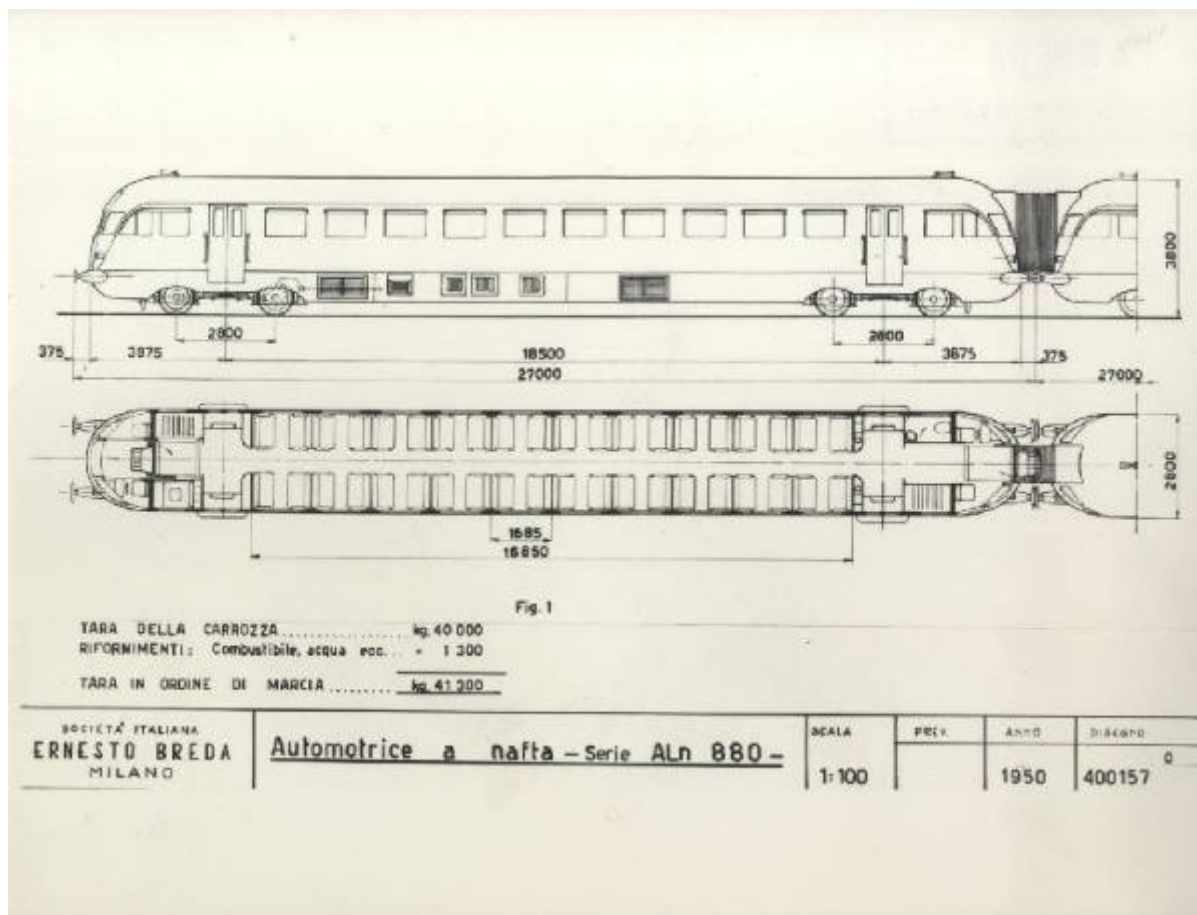 3800
2800
2800
375
3875
18500
3875
375
27000
27000
2800
1685
16850
Fig. 1
TARA DELLA CARROZZA ................ kg. 40 000
RIFORNIMENTI: Combustibile, acqua ecc... " 1 300
TARA IN ORDINE DI MARCIA ......... kg. 41 300
SOCIETÀ ITALIANA
ERNESTO BREDA
MILANO
Automotrice a nafta – Serie ALn 880 –
SCALA
1:100
PREV.
ANNO
1950
DISEGNO
0
400157